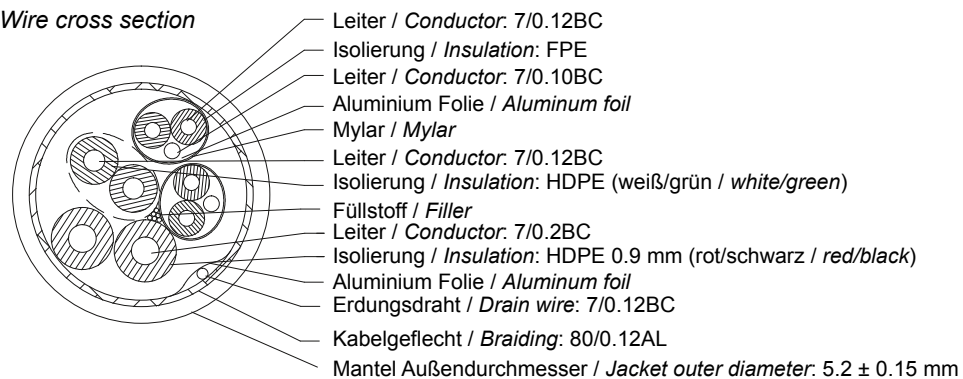 Wire cross section
Leiter / Conductor: 7/0.12BC
Isolierung / Insulation: FPE
Leiter / Conductor: 7/0.10BC
Aluminium Folie / Aluminum foil
Mylar / Mylar
Leiter / Conductor: 7/0.12BC
Isolierung / Insulation: HDPE (weiß/grün / white/green)
Füllstoff / Filler
Leiter / Conductor: 7/0.2BC
Isolierung / Insulation: HDPE 0.9 mm (rot/schwarz / red/black)
Aluminium Folie / Aluminum foil
Erdungsdraht / Drain wire: 7/0.12BC
Kabelgeflecht / Braiding: 80/0.12AL
Mantel Außendurchmesser / Jacket outer diameter: 5.2 ± 0.15 mm